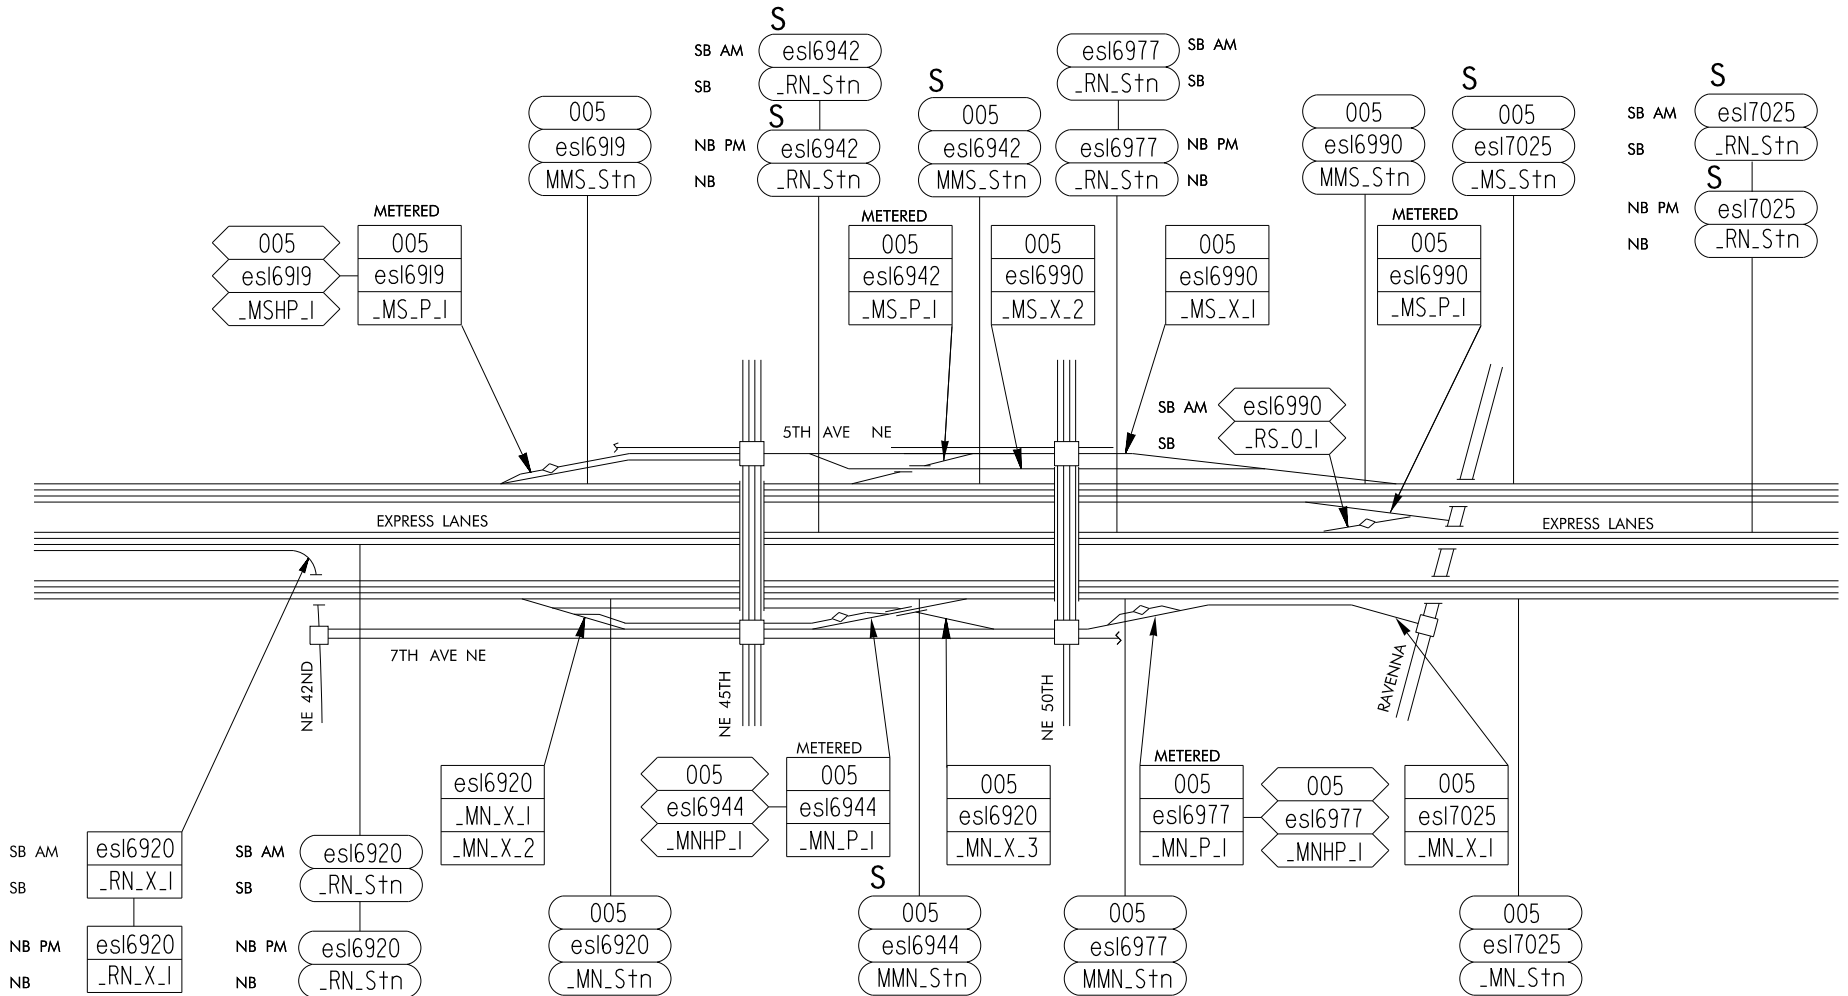 S
SB AM
esl6942
SB
_RN_Stn
S
NB PM
esl6942
NB
_RN_Stn
esl6977
SB AM
_RN_Stn
SB
esl6977
NB PM
_RN_Stn
NB
005
esl6919
MMS_Stn
S
005
esl6942
MMS_Stn
005
esl6990
MMS_Stn
S
005
esl7025
_MS_Stn
S
SB AM
esl7025
SB
_RN_Stn
S
NB PM
esl7025
NB
_RN_Stn
005
esl6919
_MSHP_1
METERED
005
esl6919
_MS_P_1
METERED
005
esl6942
_MS_P_1
005
esl6990
_MS_X_2
005
esl6990
_MS_X_1
METERED
005
esl6990
_MS_P_1
SB AM
esl6990
SB
_RS_O_1
5TH AVE NE
EXPRESS LANES
EXPRESS LANES
7TH AVE NE
NE 42ND
NE 45TH
NE 50TH
RAVENNA
esl6920
_MN_X_1
_MN_X_2
005
esl6944
_MNHP_1
METERED
005
esl6944
_MN_P_1
005
esl6920
_MN_X_3
METERED
005
esl6977
_MN_P_1
005
esl6977
_MNHP_1
005
esl7025
_MN_X_1
SB AM
esl6920
SB
_RN_X_1
NB PM
esl6920
NB
_RN_X_1
SB AM
esl6920
SB
_RN_Stn
NB PM
esl6920
NB
_RN_Stn
005
esl6920
_MN_Stn
S
005
esl6944
MMN_Stn
005
esl6977
MMN_Stn
005
esl7025
_MN_Stn